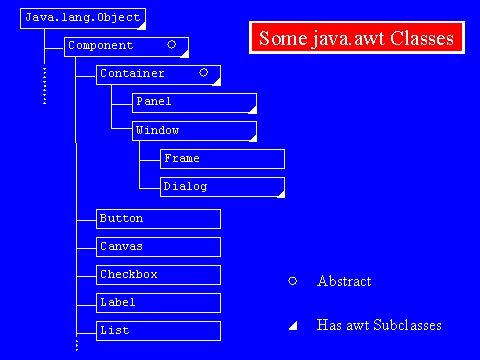 Java.lang.Object
Some java.awt Classes
Component
Container
Panel
Window
Frame
Dialog
Button
Canvas
Checkbox
Abstract
Label
Has awt Subclasses
List